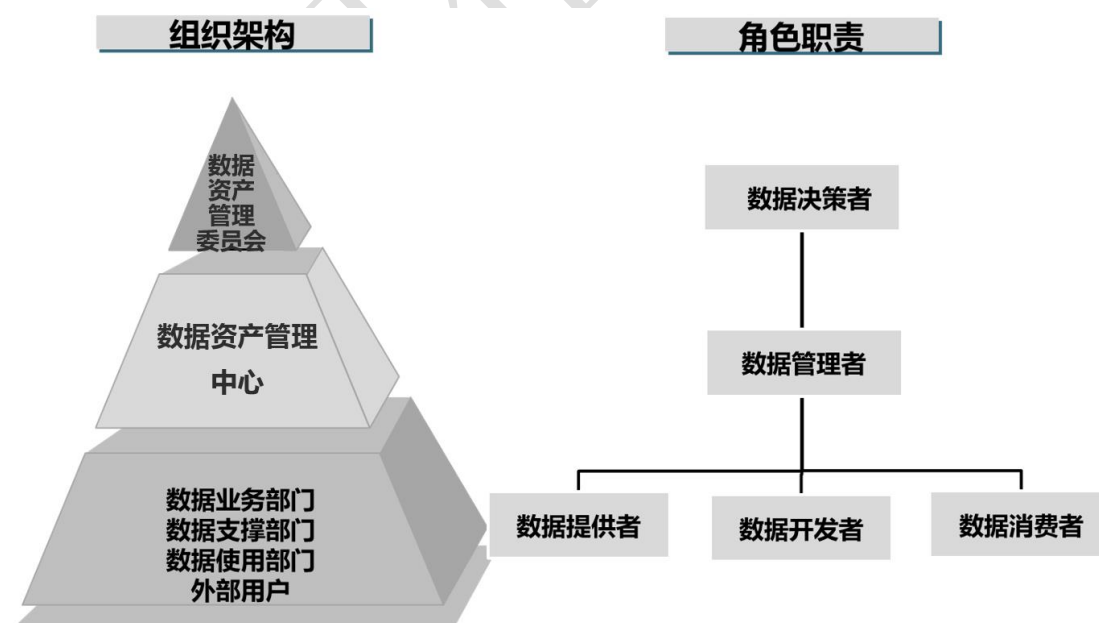 组织架构
数据
资产
管理
委员会
数据资产管理
中心
数据业务部门
数据支撑部门
数据使用部门
外部用户
角色职责
数据决策者
数据管理者
数据提供者
数据开发者
数据消费者